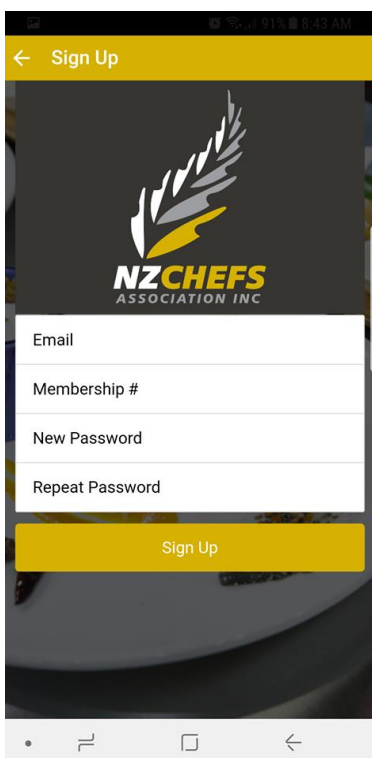 91% 8:43 AM
Sign Up
NZCHEFS
ASSOCIATION INC
Email
Membership #
New Password
Repeat Password
Sign Up